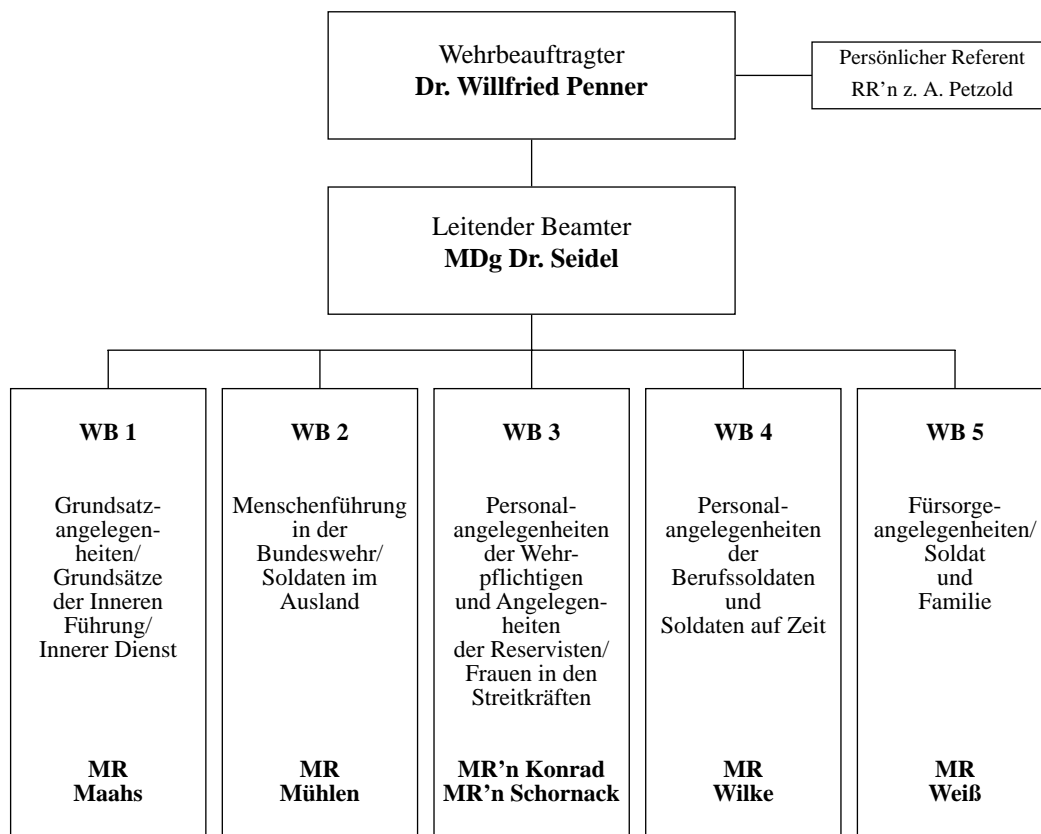 Wehrbeauftragter
Dr. Willfried Penner
Persönlicher Referent
RR’n z. A. Petzold
Leitender Beamter
MDg Dr. Seidel
WB 1
Grundsatz-
angelegen-
heiten/
Grundsätze
der Inneren
Führung/
Innerer Dienst
MR
Maahs
WB 2
Menschenführung
in der
Bundeswehr/
Soldaten im
Ausland
MR
Mühlen
WB 3
Personal-
angelegenheiten
der Wehr-
pflichtigen
und Angelegen-
heiten
der Reservisten/
Frauen in den
Streitkräften
MR’n Konrad
MR’n Schornack
WB 4
Personal-
angelegenheiten
der
Berufssoldaten
und
Soldaten auf Zeit
MR
Wilke
WB 5
Fürsorge-
angelegenheiten/
Soldat
und
Familie
MR
Weiß